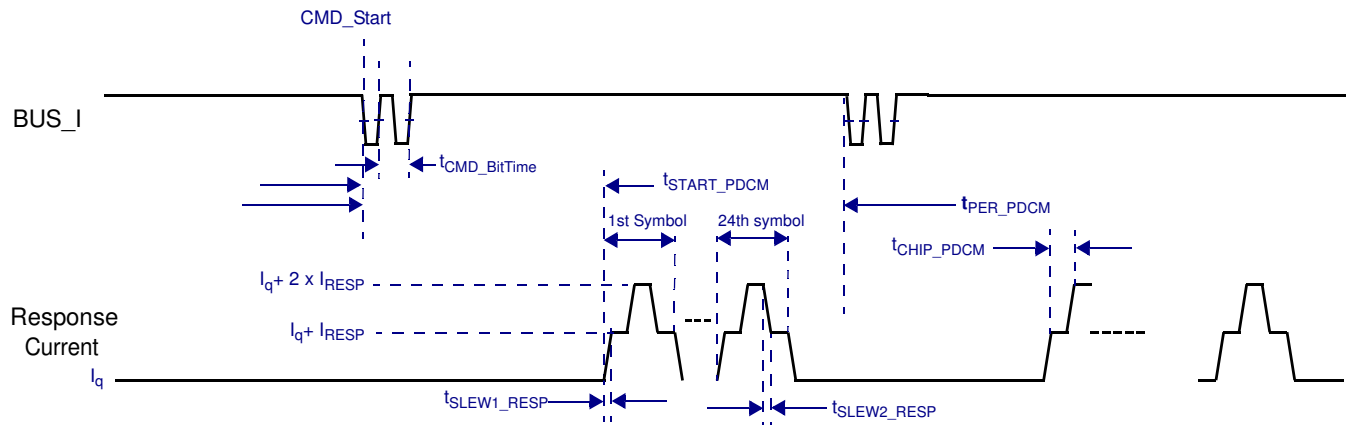 CMD_Start
BUS_I
tCMD_BitTime
tSTART_PDCM
1st Symbol
24th symbol
tPER_PDCM
tCHIP_PDCM
Iq+ 2 x IRESP
Response
Current
Iq+ IRESP
Iq
tSLEW1_RESP
tSLEW2_RESP